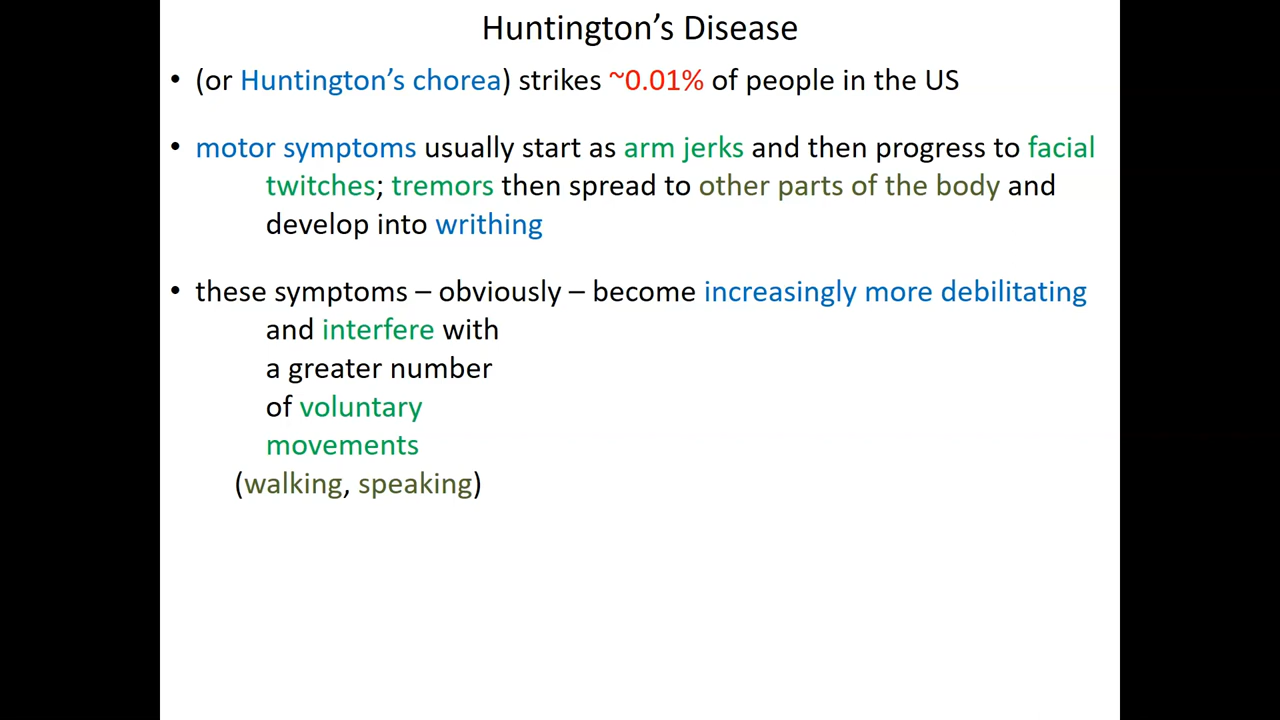 Huntington’s Disease
• (or Huntington’s chorea) strikes ~0.01% of people in the US
• motor symptoms usually start as arm jerks and then progress to facial
twitches; tremors then spread to other parts of the body and
develop into writhing
• these symptoms – obviously – become increasingly more debilitating
and interfere with
a greater number
of voluntary
movements
(walking, speaking)